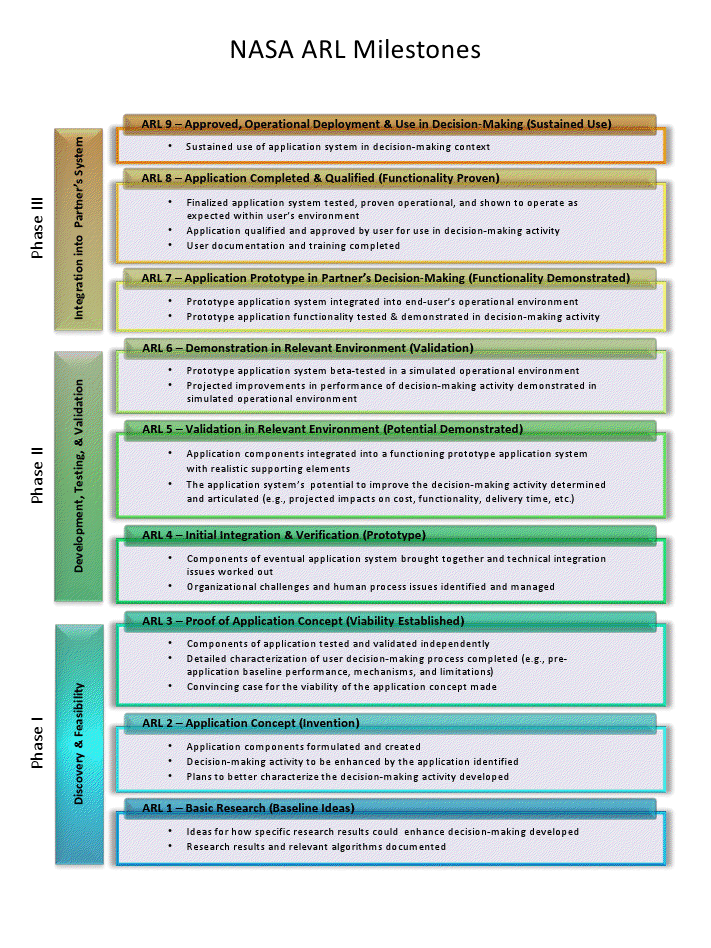 NASA ARL Milestones
Phase III
Integration into Partner's System
ARL 9 – Approved, Operational Deployment & Use in Decision-Making (Sustained Use)
• Sustained use of application system in decision-making context
ARL 8 – Application Completed & Qualified (Functionality Proven)
• Finalized application system tested, proven operational, and shown to operate as
expected within user's environment
• Application qualified and approved by user for use in decision-making activity
• User documentation and training completed
ARL 7 – Application Prototype in Partner's Decision-Making (Functionality Demonstrated)
• Prototype application system integrated into end-user's operational environment
• Prototype application functionality tested & demonstrated in decision-making activity
Phase II
Development, Testing, & Validation
ARL 6 – Demonstration in Relevant Environment (Validation)
• Prototype application system beta-tested in a simulated operational environment
• Projected improvements in performance of decision-making activity demonstrated in
simulated operational environment
ARL 5 – Validation in Relevant Environment (Potential Demonstrated)
• Application components integrated into a functioning prototype application system
with realistic supporting elements
• The application system's potential to improve the decision-making activity determined
and articulated (e.g., projected impacts on cost, functionality, delivery time, etc.)
ARL 4 – Initial Integration & Verification (Prototype)
• Components of eventual application system brought together and technical integration
issues worked out
• Organizational challenges and human process issues identified and managed
Phase I
Discovery & Feasibility
ARL 3 – Proof of Application Concept (Viability Established)
• Components of application tested and validated independently
• Detailed characterization of user decision-making process completed (e.g., pre-
application baseline performance, mechanisms, and limitations)
• Convincing case for the viability of the application concept made
ARL 2 – Application Concept (Invention)
• Application components formulated and created
• Decision-making activity to be enhanced by the application identified
• Plans to better characterize the decision-making activity developed
ARL 1 – Basic Research (Baseline Ideas)
• Ideas for how specific research results could enhance decision-making developed
• Research results and relevant algorithms documented